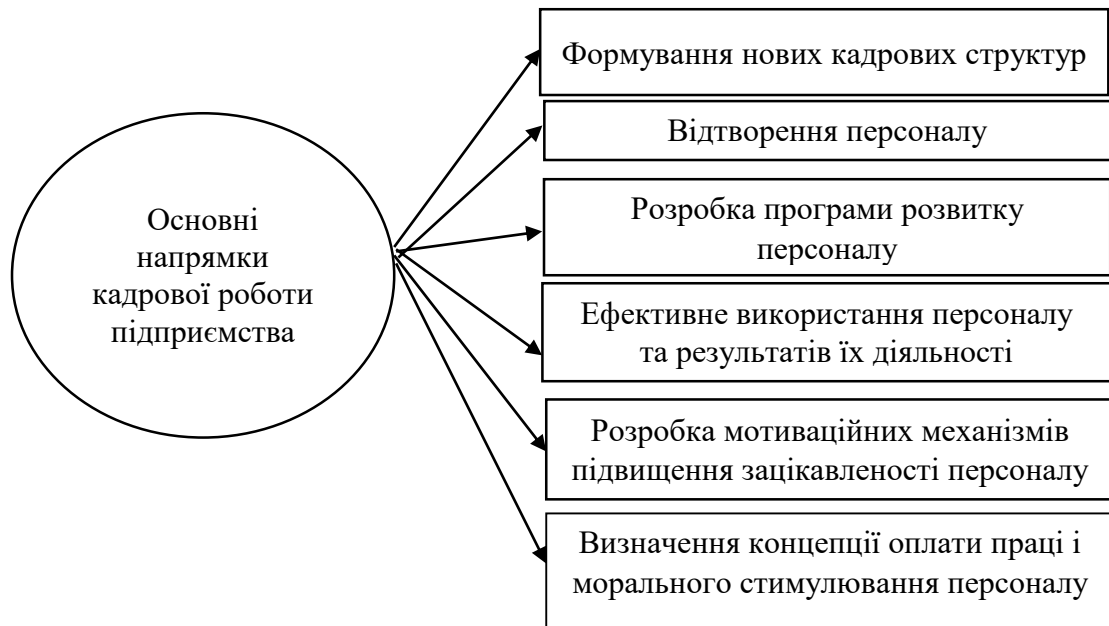 Основні
напрямки
кадрової роботи
підприємства
Формування нових кадрових структур
Відтворення персоналу
Розробка програми розвитку
персоналу
Ефективне використання персоналу
та результатів їх діяльності
Розробка мотиваційних механізмів
підвищення зацікавленості персоналу
Визначення концепції оплати праці і
морального стимулювання персоналу